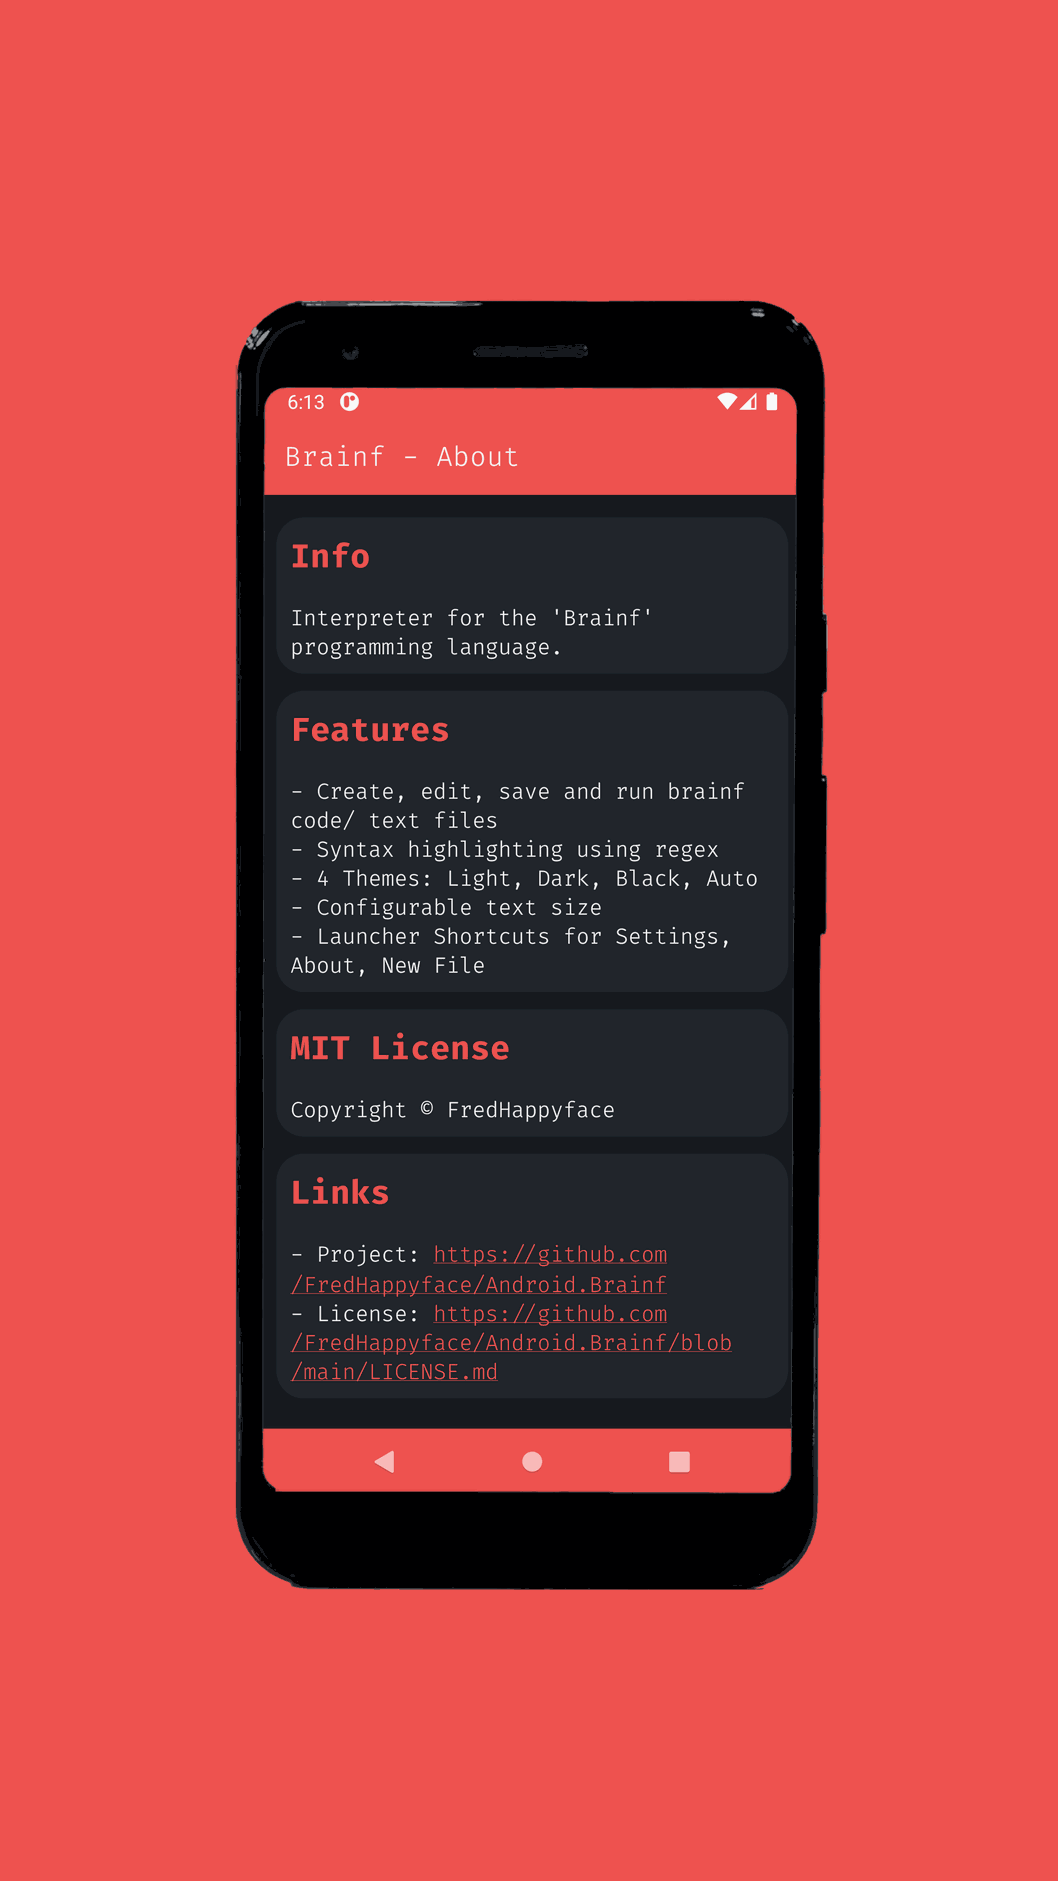 6:13
Brainf - About
Info
Interpreter for the 'Brainf'
programming language.
Features
- Create, edit, save and run brainf
code/ text files
- Syntax highlighting using regex
- 4 Themes: Light, Dark, Black, Auto
- Configurable text size
- Launcher Shortcuts for Settings,
About, New File
MIT License
Copyright © FredHappyface
Links
- Project: https://github.com
/FredHappyface/Android.Brainf
- License: https://github.com
/FredHappyface/Android.Brainf/blob
/main/LICENSE.md